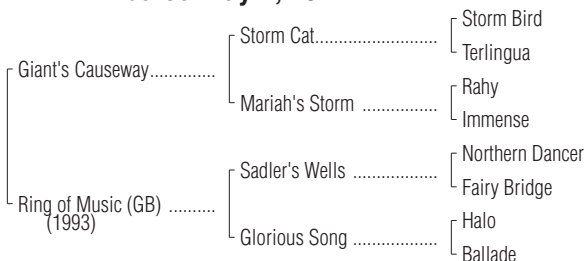 Storm Bird
Storm Cat........................
Terlingua
Giant's Causeway.............
Rahy
Mariah's Storm ...............
Immense
Northern Dancer
Sadler's Wells .................
Fairy Bridge
Ring of Music (GB) .........
(1993)
Halo
Glorious Song .................
Ballade